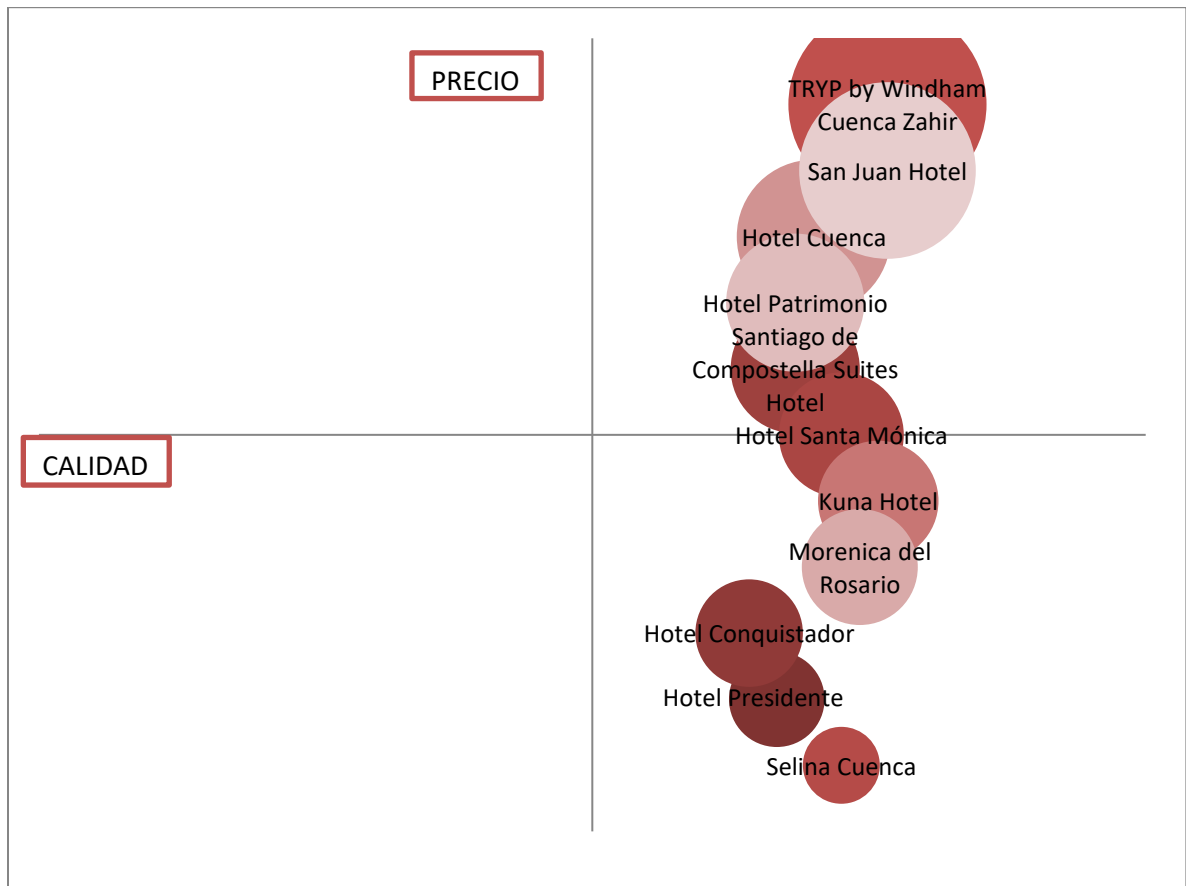 PRECIO
TRYP by Windham
Cuenca Zahir
San Juan Hotel
Hotel Cuenca
Hotel Patrimonio
Santiago de
Compostella Suites
Hotel
Hotel Santa Mónica
CALIDAD
Kuna Hotel
Morenica del
Rosario
Hotel Conquistador
Hotel Presidente
Selina Cuenca